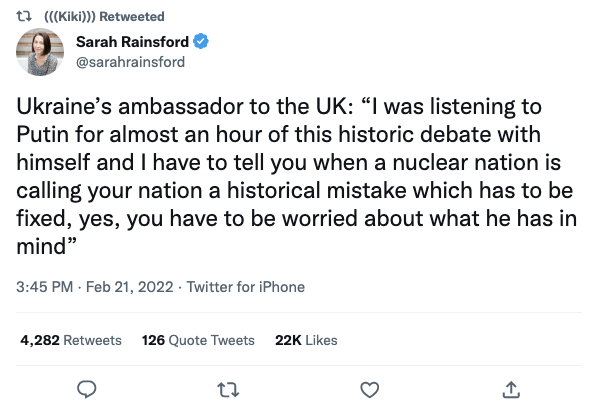 (((Kiki))) Retweeted
Sarah Rainsford
@sarahrainsford
Ukraine’s ambassador to the UK: “I was listening to
Putin for almost an hour of this historic debate with
himself and I have to tell you when a nuclear nation is
calling your nation a historical mistake which has to be
fixed, yes, you have to be worried about what he has in
mind”
3:45 PM · Feb 21, 2022 · Twitter for iPhone
4,282 Retweets 126 Quote Tweets 22K Likes